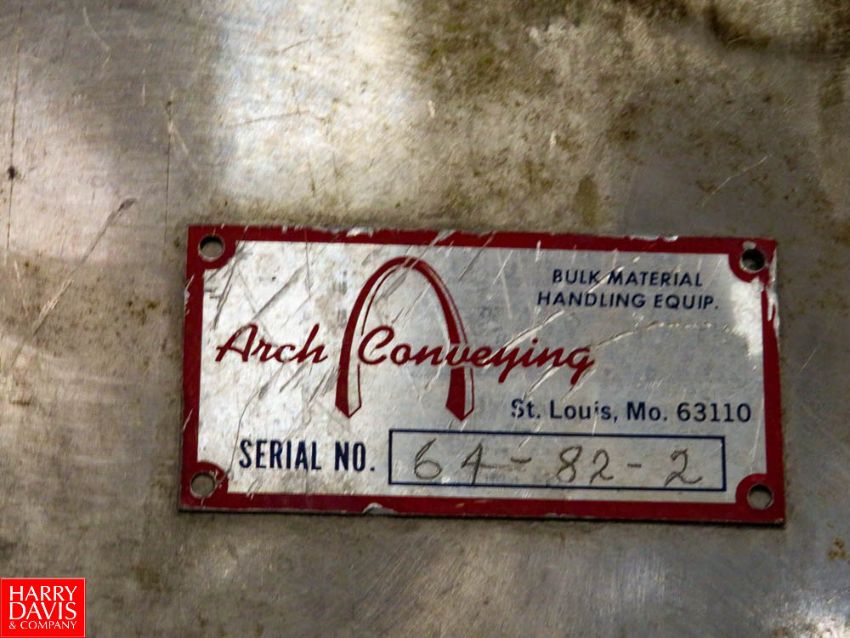 BULK MATERIAL
HANDLING EQUIP.
Arch Conveying
St. Louis, Mo. 63110
SERIAL NO. 64-82-2
HARRY
DAVIS
& COMPANY